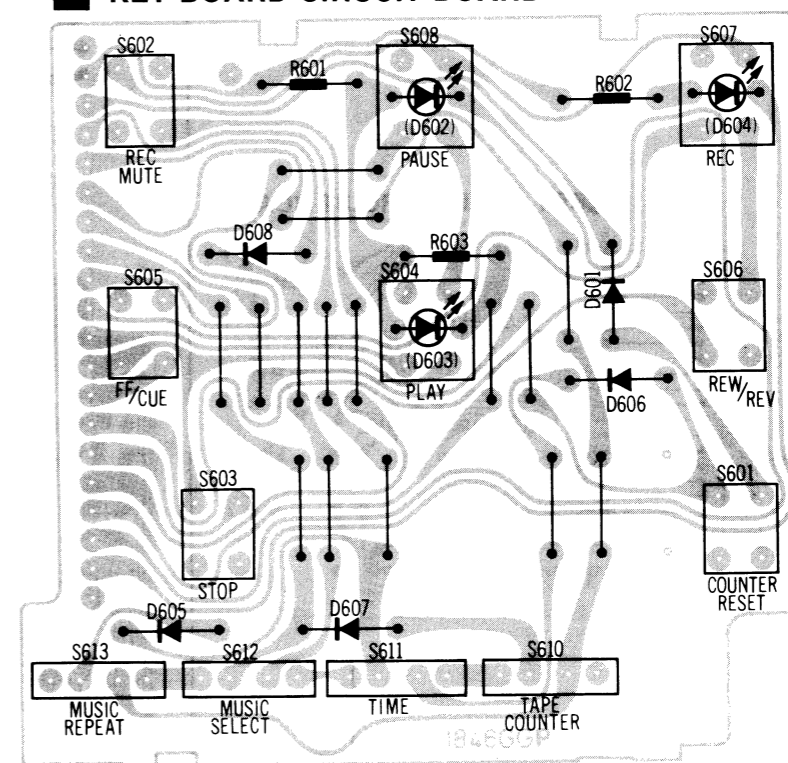 KEY BOARD CIRCUIT BOARD
S602
S608
S607
R601
R602
(D602)
(D604)
REC
MUTE
PAUSE
REC
D608
R603
S605
S604
D601
S606
(D603)
FF/CUE
PLAY
REW/REV
D606
S603
S601
STOP
COUNTER
RESET
D605
D607
S613
S612
S611
S610
MUSIC
REPEAT
MUSIC
SELECT
TIME
TAPE
COUNTER